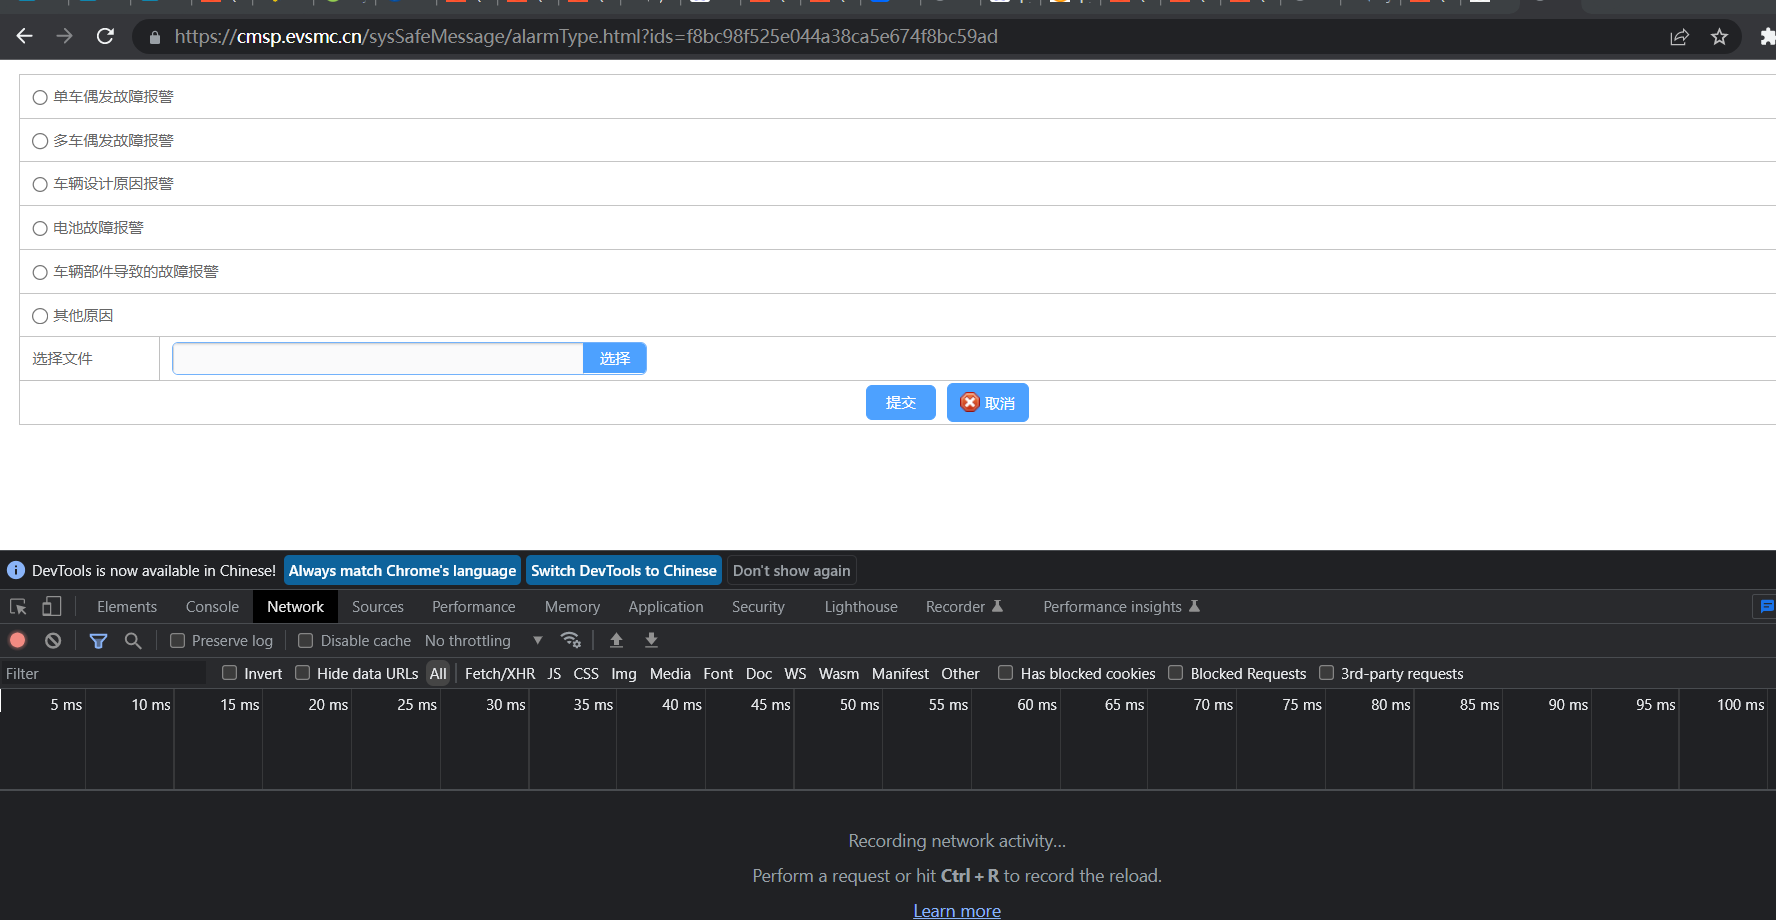 https://cmsp.evsmc.cn/sysSafeMessage/alarmType.html?ids=f8bc98f525e044a38ca5e674f8bc59ad
单车偶发故障报警
多车偶发故障报警
车辆设计原因报警
电池故障报警
车辆部件导致的故障报警
其他原因
选择文件 选择
提交 取消
DevTools is now available in Chinese! Always match Chrome's language Switch DevTools to Chinese Don't show again
Elements Console Network Sources Performance Memory Application Security Lighthouse Recorder Performance insights
Preserve log Disable cache No throttling
Filter Invert Hide data URLs All Fetch/XHR JS CSS Img Media Font Doc WS Wasm Manifest Other Has blocked cookies Blocked Requests 3rd-party requests
5 ms 10 ms 15 ms 20 ms 25 ms 30 ms 35 ms 40 ms 45 ms 50 ms 55 ms 60 ms 65 ms 70 ms 75 ms 80 ms 85 ms 90 ms 95 ms 100 ms
Recording network activity...
Perform a request or hit Ctrl + R to record the reload.
Learn more